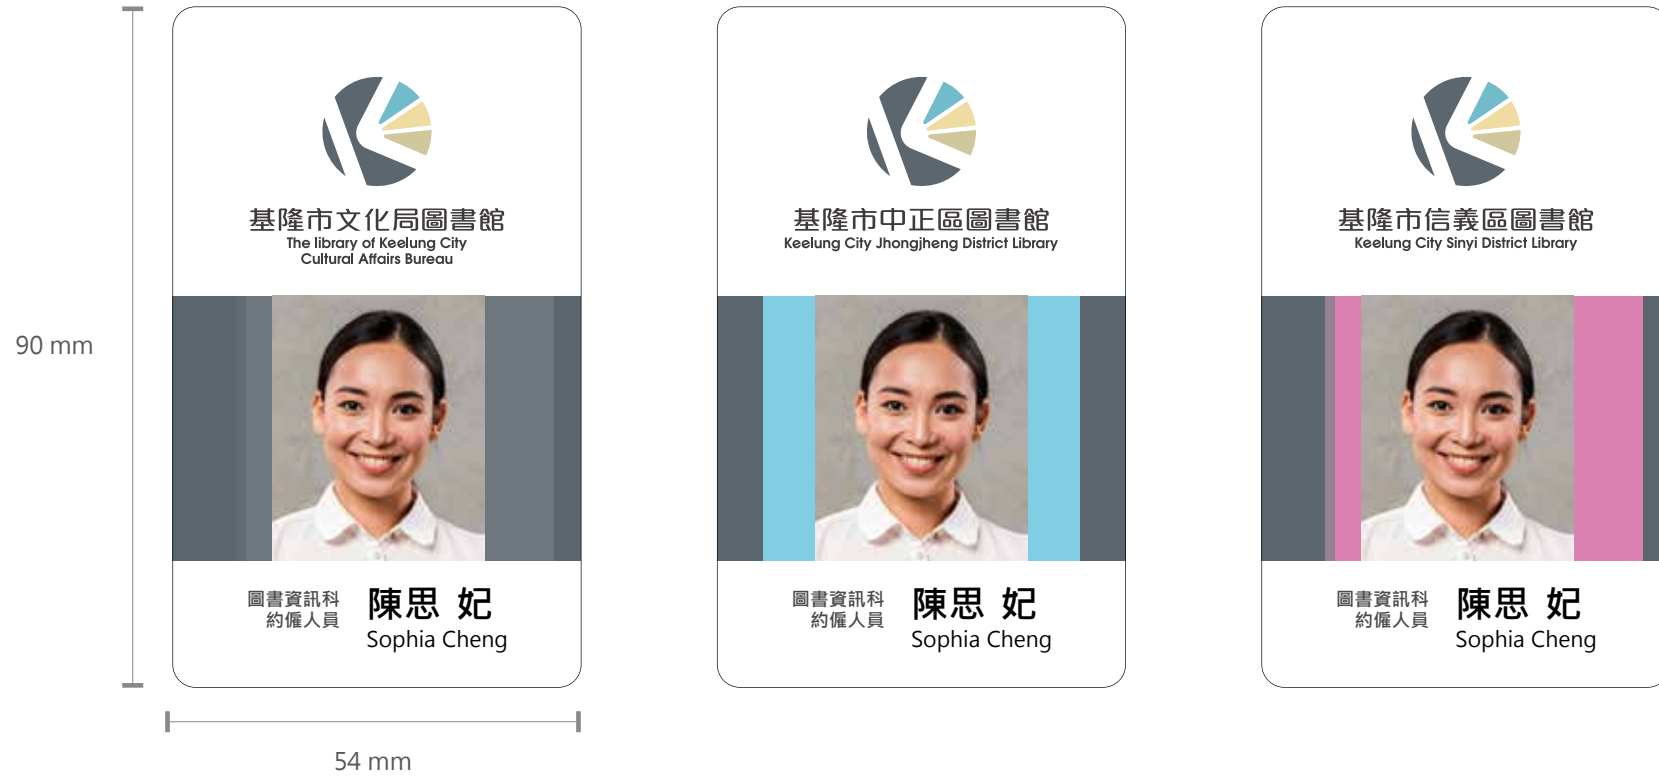 基隆市文化局圖書館
The library of Keelung City
Cultural Affairs Bureau
圖書資訊科
約僱人員
陳思 妃
Sophia Cheng
90 mm
54 mm
基隆市中正區圖書館
Keelung City Jhongjheng District Library
圖書資訊科
約僱人員
陳思 妃
Sophia Cheng
基隆市信義區圖書館
Keelung City Sinyi District Library
圖書資訊科
約僱人員
陳思 妃
Sophia Cheng